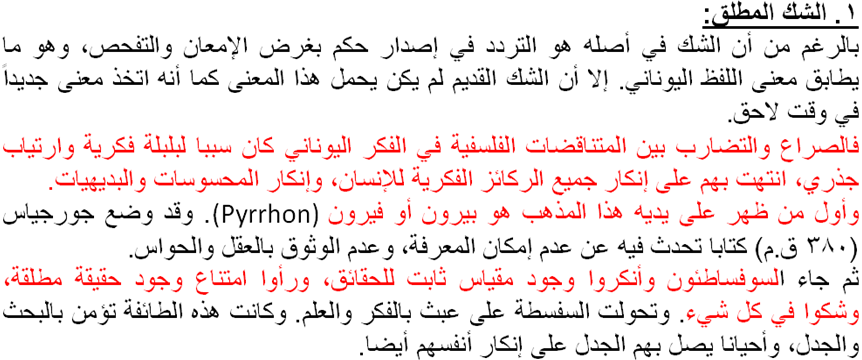 ١. الشك المطلق:
بالرغم من أن الشك في أصله هو التردد في إصدار حكم بغرض الإمعان والتفحص، وهو ما
يطابق معنى اللفظ اليوناني. إلا أن الشك القديم لم يكن يحمل هذا المعنى كما أنه اتخذ معنى جديداً
في وقت لاحق.
فالصراع والتضارب بين المتناقضات الفلسفية في الفكر اليوناني كان سببا لبلبلة فكرية وارتياب
جذري، انتهت بهم على إنكار جميع الركائز الفكرية للإنسان، وإنكار المحسوسات والبديهيات.
وأول من ظهر على يديه هذا المذهب هو بيرون أو فيرون (Pyrrhon). وقد وضع جورجياس
(٣٨٠ ق.م) كتابا تحدث فيه عن عدم إمكان المعرفة، وعدم الوثوق بالعقل والحواس.
ثم جاء السوفساطئون وأنكروا وجود مقياس ثابت للحقائق، ورأوا امتناع وجود حقيقة مطلقة،
وشكوا في كل شيء. وتحولت السفسطة على عبث بالفكر والعلم. وكانت هذه الطائفة تؤمن بالبحث
والجدل، وأحيانا يصل بهم الجدل على إنكار أنفسهم أيضا.